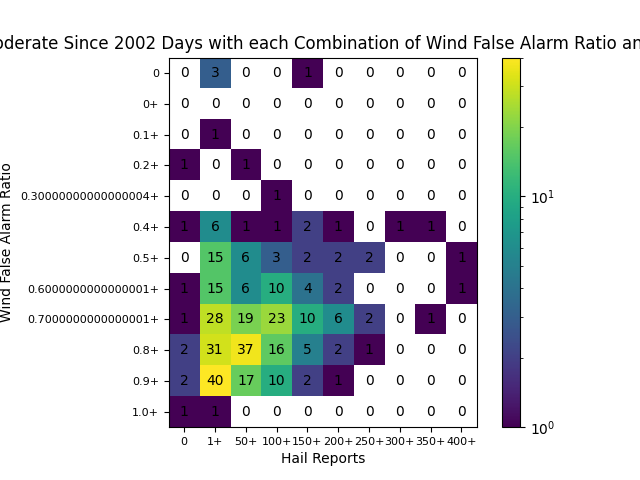 oderate Since 2002 Days with each Combination of Wind False Alarm Ratio an
Wind False Alarm Ratio
0 0 3 0 0 1 0 0 0 0 0
0+ 0 0 0 0 0 0 0 0 0 0
0.1+ 0 1 0 0 0 0 0 0 0 0
0.2+ 1 0 1 0 0 0 0 0 0 0
0.30000000000000004+ 0 0 0 1 0 0 0 0 0 0
0.4+ 1 6 1 1 2 1 0 1 1 0
0.5+ 0 15 6 3 2 2 2 0 0 1
0.6000000000000001+ 1 15 6 10 4 2 0 0 0 1
0.7000000000000001+ 1 28 19 23 10 6 2 0 1 0
0.8+ 2 31 37 16 5 2 1 0 0 0
0.9+ 2 40 17 10 2 1 0 0 0 0
1.0+ 1 1 0 0 0 0 0 0 0 0
0 1+ 50+ 100+ 150+ 200+ 250+ 300+ 350+ 400+
Hail Reports
10¹
10⁰